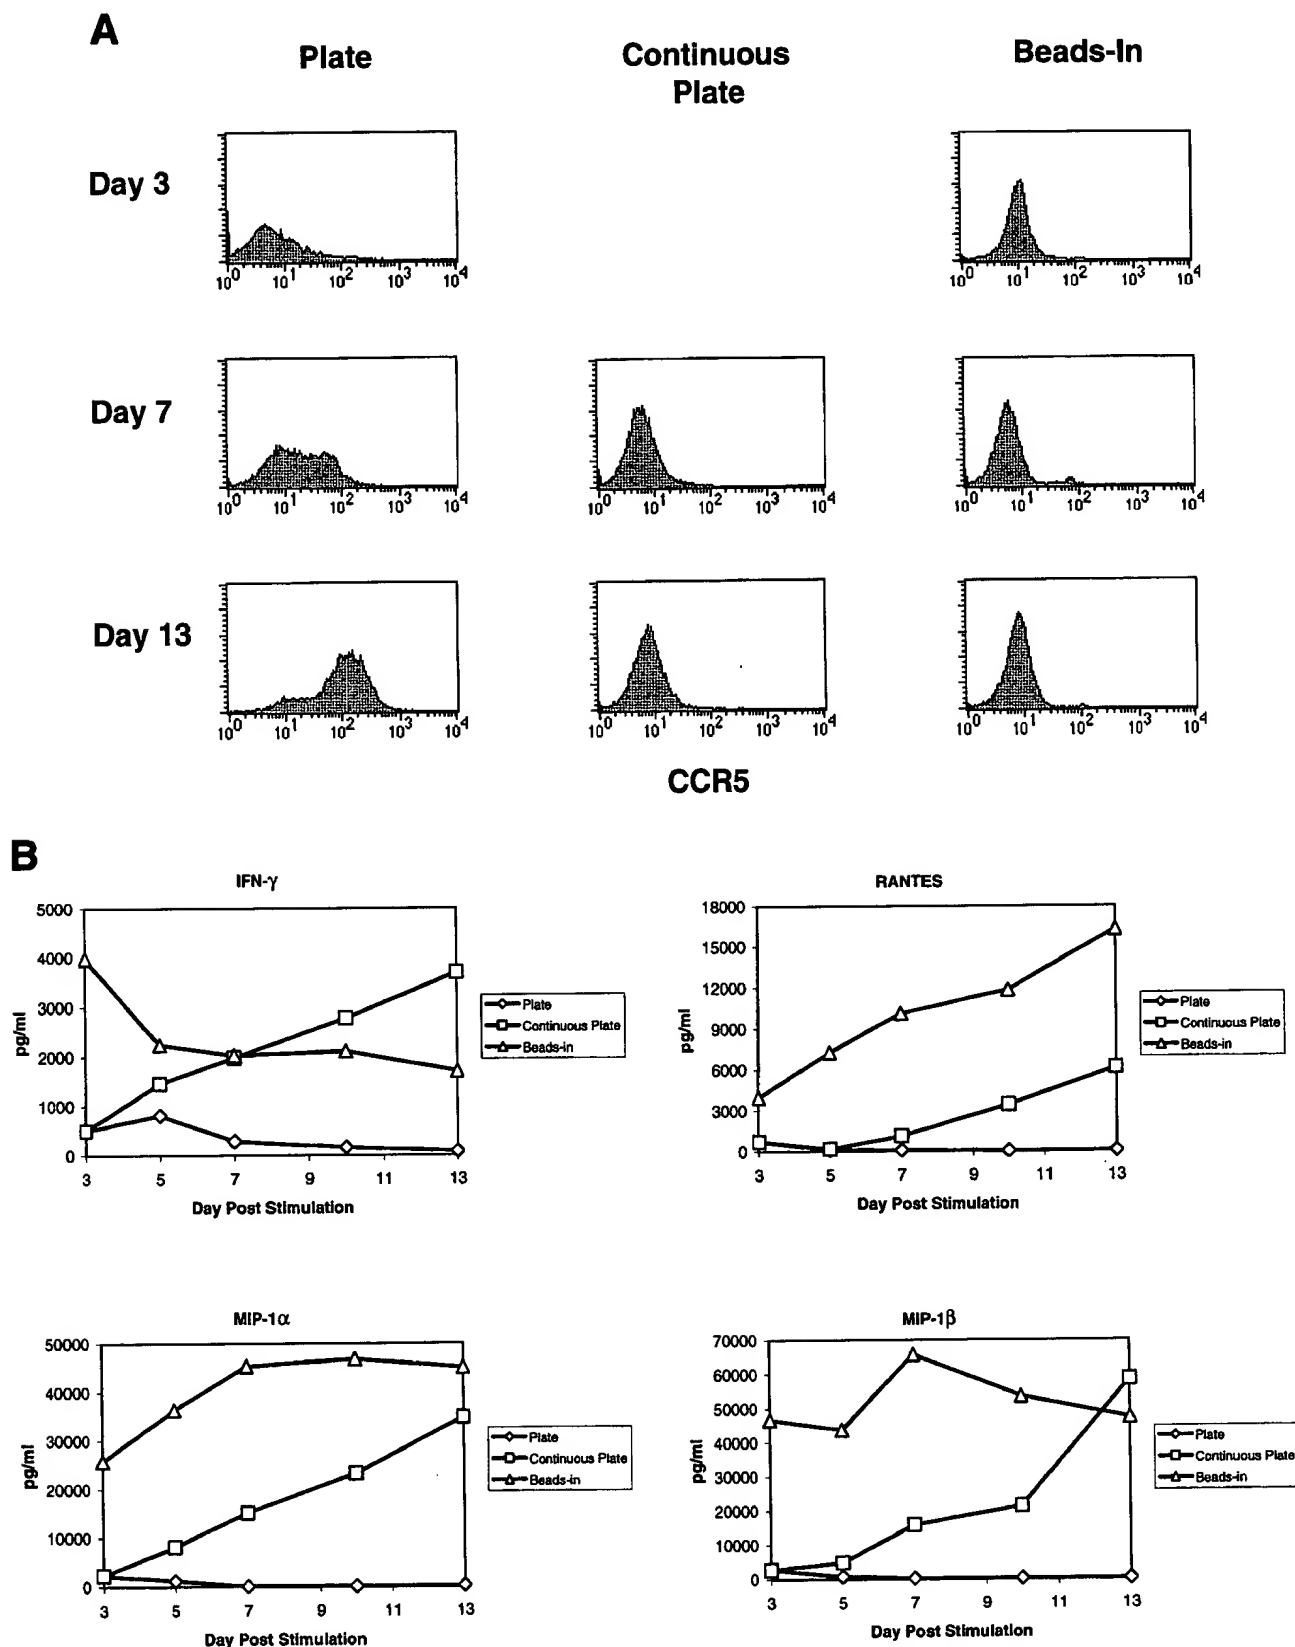 A
Plate
Continuous
Plate
Beads-In
Day 3
10^0 10^1 10^2 10^3 10^4
10^0 10^1 10^2 10^3 10^4
Day 7
10^0 10^1 10^2 10^3 10^4
10^0 10^1 10^2 10^3 10^4
10^0 10^1 10^2 10^3 10^4
Day 13
10^0 10^1 10^2 10^3 10^4
10^0 10^1 10^2 10^3 10^4
10^0 10^1 10^2 10^3 10^4
CCR5
B
IFN-γ
5000
4000
3000
2000
1000
0
pg/ml
3 5 7 9 11 13
Day Post Stimulation
Plate
Continuous Plate
Beads-in
RANTES
18000
15000
12000
9000
6000
3000
0
pg/ml
3 5 7 9 11 13
Day Post Stimulation
Plate
Continuous Plate
Beads-in
MIP-1α
50000
40000
30000
20000
10000
0
pg/ml
3 5 7 9 11 13
Day Post Stimulation
Plate
Continuous Plate
Beads-in
MIP-1β
70000
60000
50000
40000
30000
20000
10000
0
pg/ml
3 5 7 9 11 13
Day Post Stimulation
Plate
Continuous Plate
Beads-in